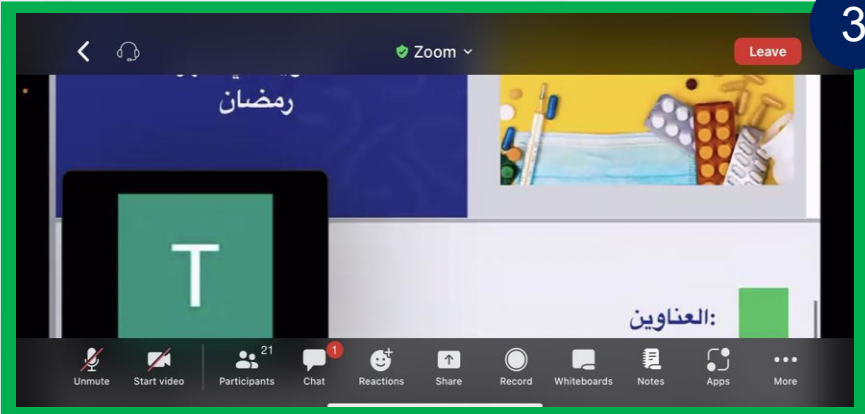 3
Zoom
Leave
رمضان
T
العناوين:
21
1
Unmute
Start video
Participants
Chat
Reactions
Share
Record
Whiteboards
Notes
Apps
More